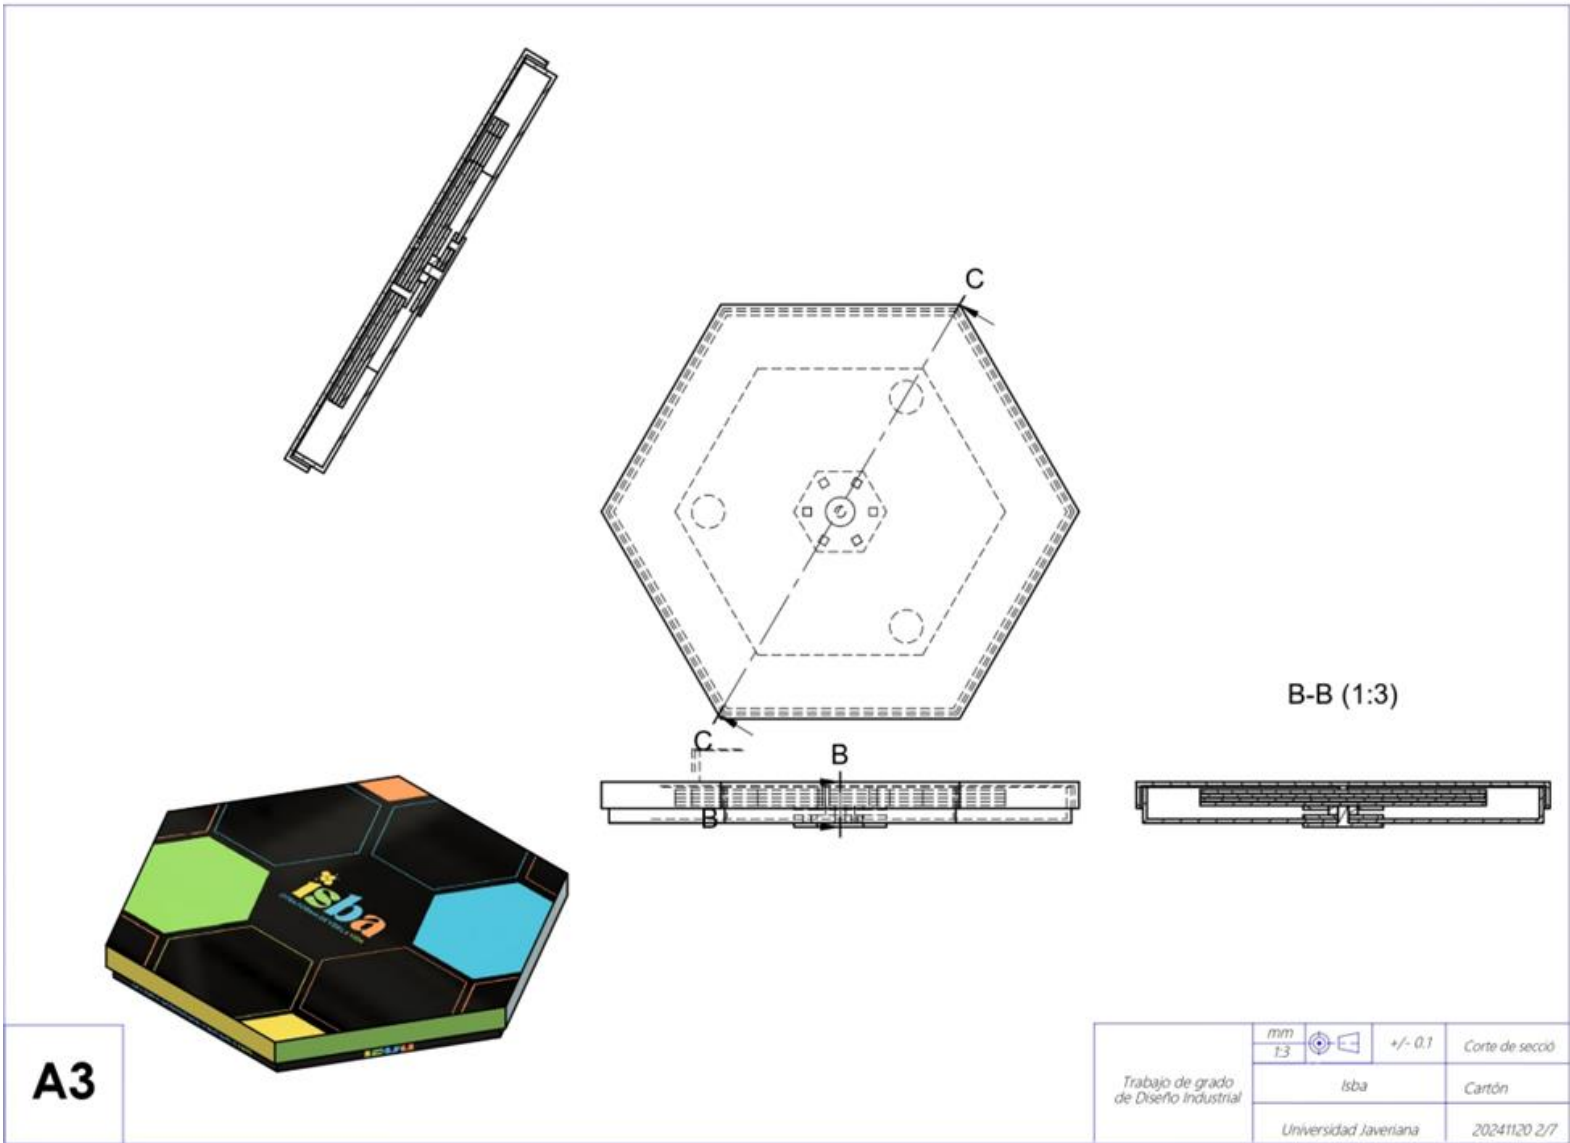 C
B-B (1:3)
C
B
B
isba
A3
Trabajo de grado
de Diseño Industrial
mm
1:3
+/- 0.1
Corte de secció
Isba
Cartón
Universidad Javeriana
20241120 2/7